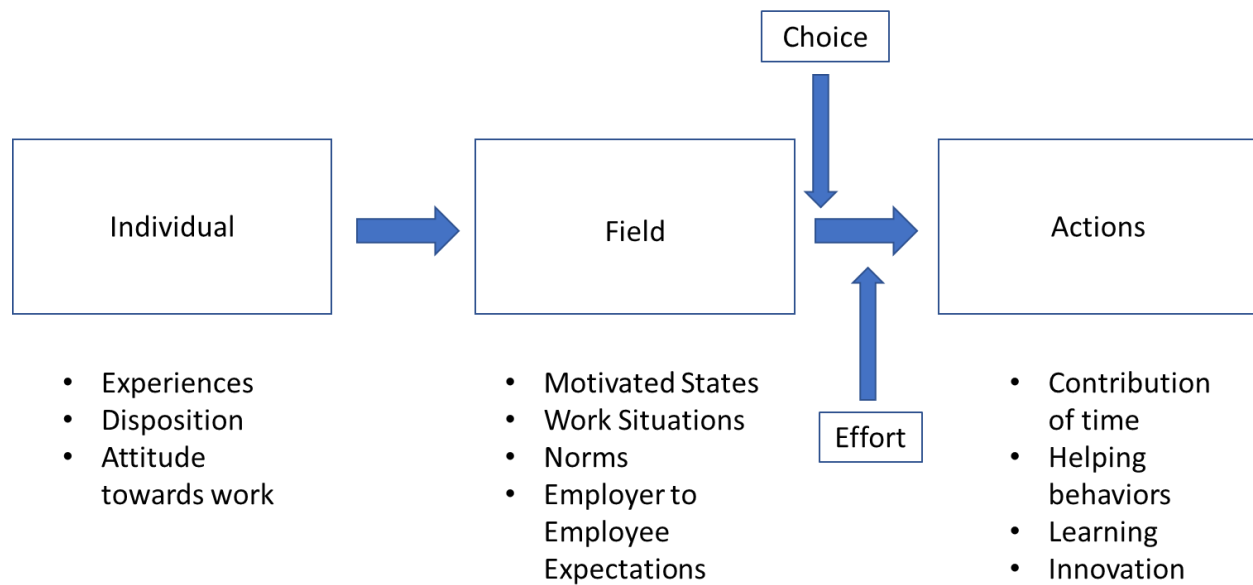 Choice
Individual
Field
Actions
Effort
• Experiences
• Disposition
• Attitude
towards work
• Motivated States
• Work Situations
• Norms
• Employer to
Employee
Expectations
• Contribution
of time
• Helping
behaviors
• Learning
• Innovation